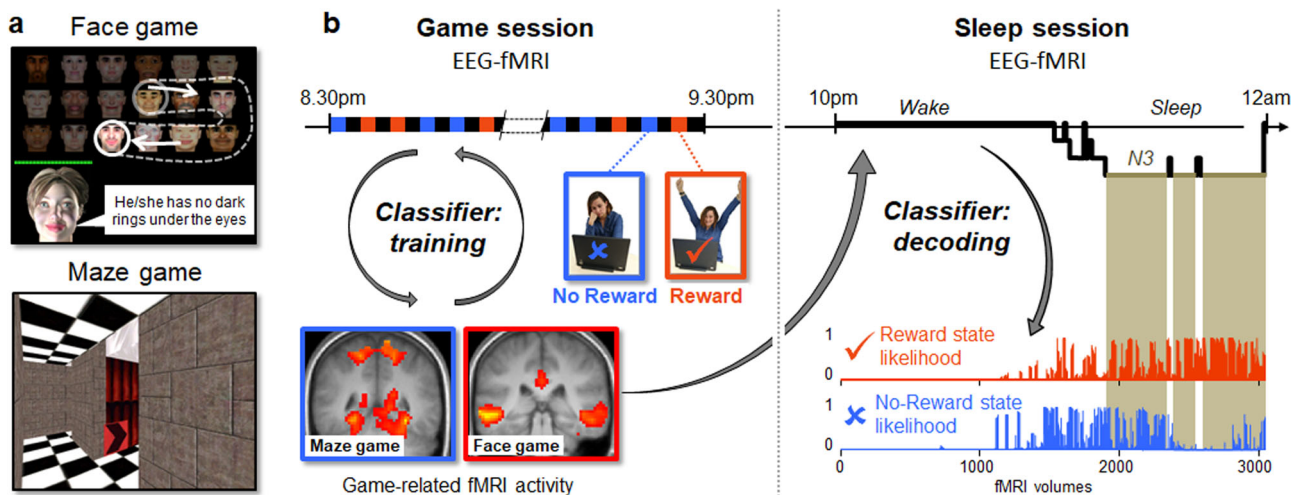 a
Face game
He/she has no dark
rings under the eyes
Maze game
b
Game session
EEG-fMRI
8.30pm
9.30pm
Classifier:
training
No Reward
Reward
Maze game
Face game
Game-related fMRI activity
Sleep session
EEG-fMRI
10pm
Wake
Sleep
12am
N3
Classifier:
decoding
1
Reward state
likelihood
0
1
No-Reward state
likelihood
0
0
1000
2000
3000
fMRI volumes